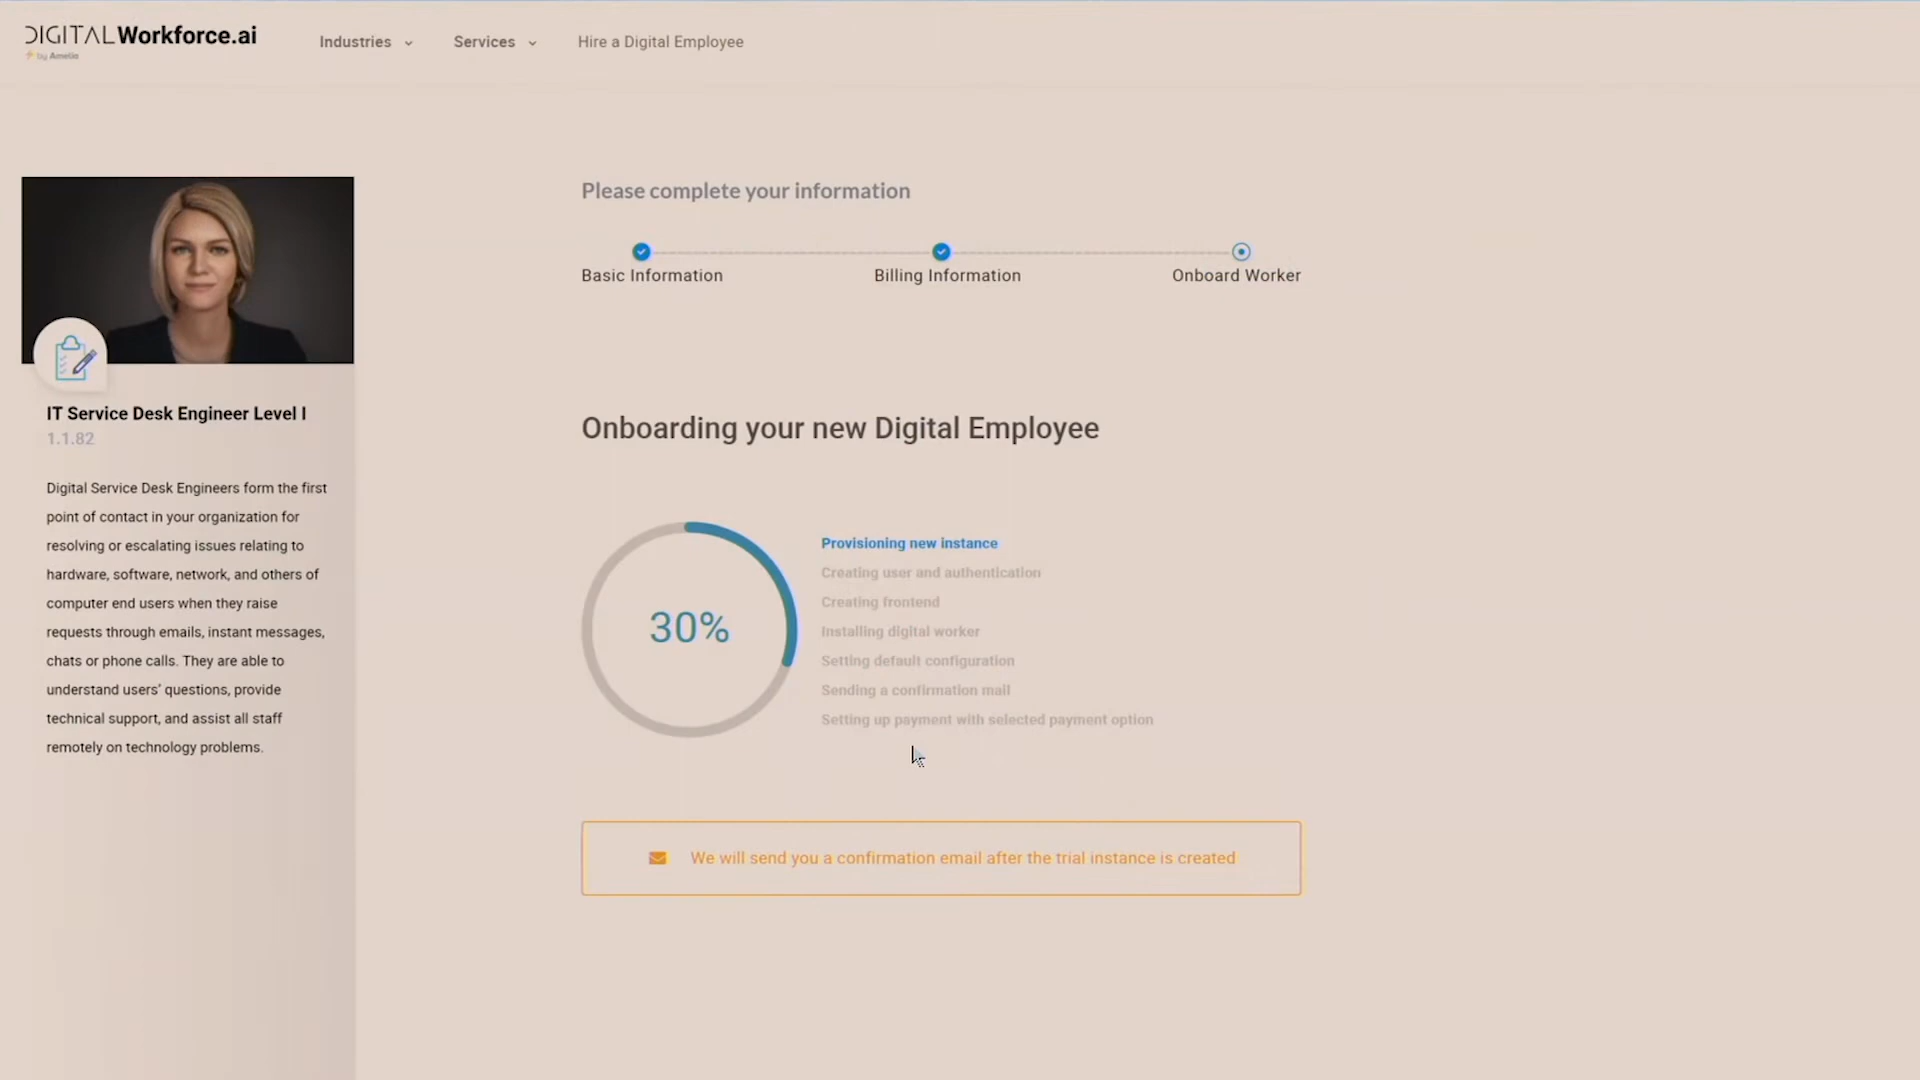 DIGITALWorkforce.ai
by Amelia
Industries
Services
Hire a Digital Employee
Please complete your information
Basic Information
Billing Information
Onboard Worker
IT Service Desk Engineer Level I
1.1.82
Digital Service Desk Engineers form the first
point of contact in your organization for
resolving or escalating issues relating to
hardware, software, network, and others of
computer end users when they raise
requests through emails, instant messages,
chats or phone calls. They are able to
understand users' questions, provide
technical support, and assist all staff
remotely on technology problems.
Onboarding your new Digital Employee
30%
Provisioning new instance
Creating user and authentication
Creating frontend
Installing digital worker
Setting default configuration
Sending a confirmation mail
Setting up payment with selected payment option
We will send you a confirmation email after the trial instance is created